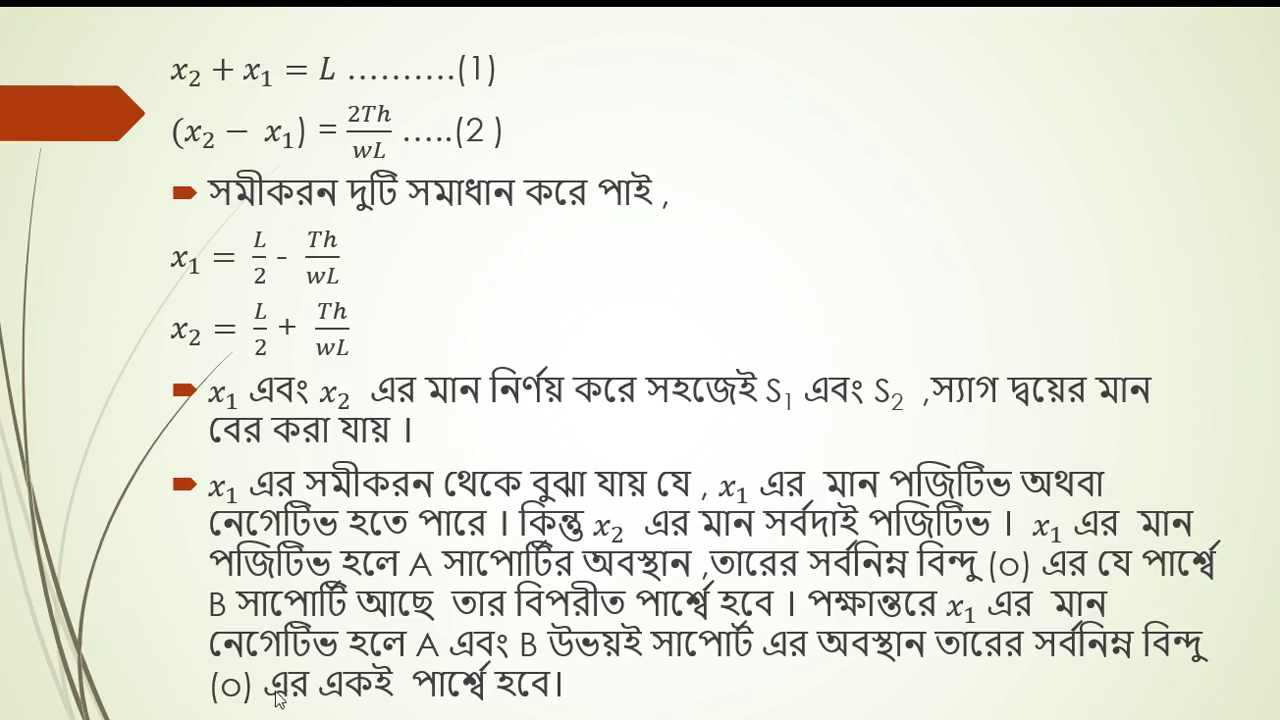 x₂ + x₁ = L ..........(1)
(x₂ − x₁) = 2Th/wL .....(2 )
সমীকরন দুটি সমাধান করে পাই ,
x₁ = L/2 - Th/wL
x₂ = L/2 + Th/wL
x₁ এবং x₂ এর মান নির্ণয় করে সহজেই S₁ এবং S₂ ,স্যাগ দ্বয়ের মান
বের করা যায় ।
x₁ এর সমীকরন থেকে বুঝা যায় যে , x₁ এর মান পজিটিভ অথবা
নেগেটিভ হতে পারে । কিন্তু x₂ এর মান সর্বদাই পজিটিভ । x₁ এর মান
পজিটিভ হলে A সাপোর্টির অবস্থান ,তারের সর্বনিম্ন বিন্দু (o) এর যে পার্শ্বে
B সাপোর্টি আছে তার বিপরীত পার্শ্বে হবে । পক্ষান্তরে x₁ এর মান
নেগেটিভ হলে A এবং B উভয়ই সাপোর্ট এর অবস্থান তারের সর্বনিম্ন বিন্দু
(o) এর একই পার্শ্বে হবে।